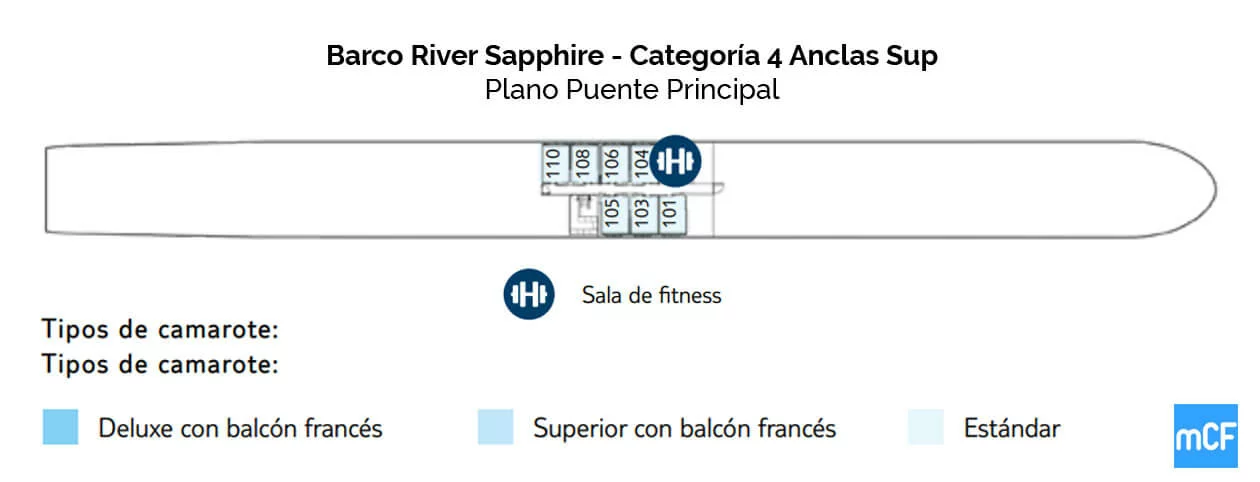 Barco River Sapphire - Categoría 4 Anclas Sup
Plano Puente Principal
110 108 106 104
105 103 101
Sala de fitness
Tipos de camarote:
Tipos de camarote:
Deluxe con balcón francés Superior con balcón francés Estándar
mCF